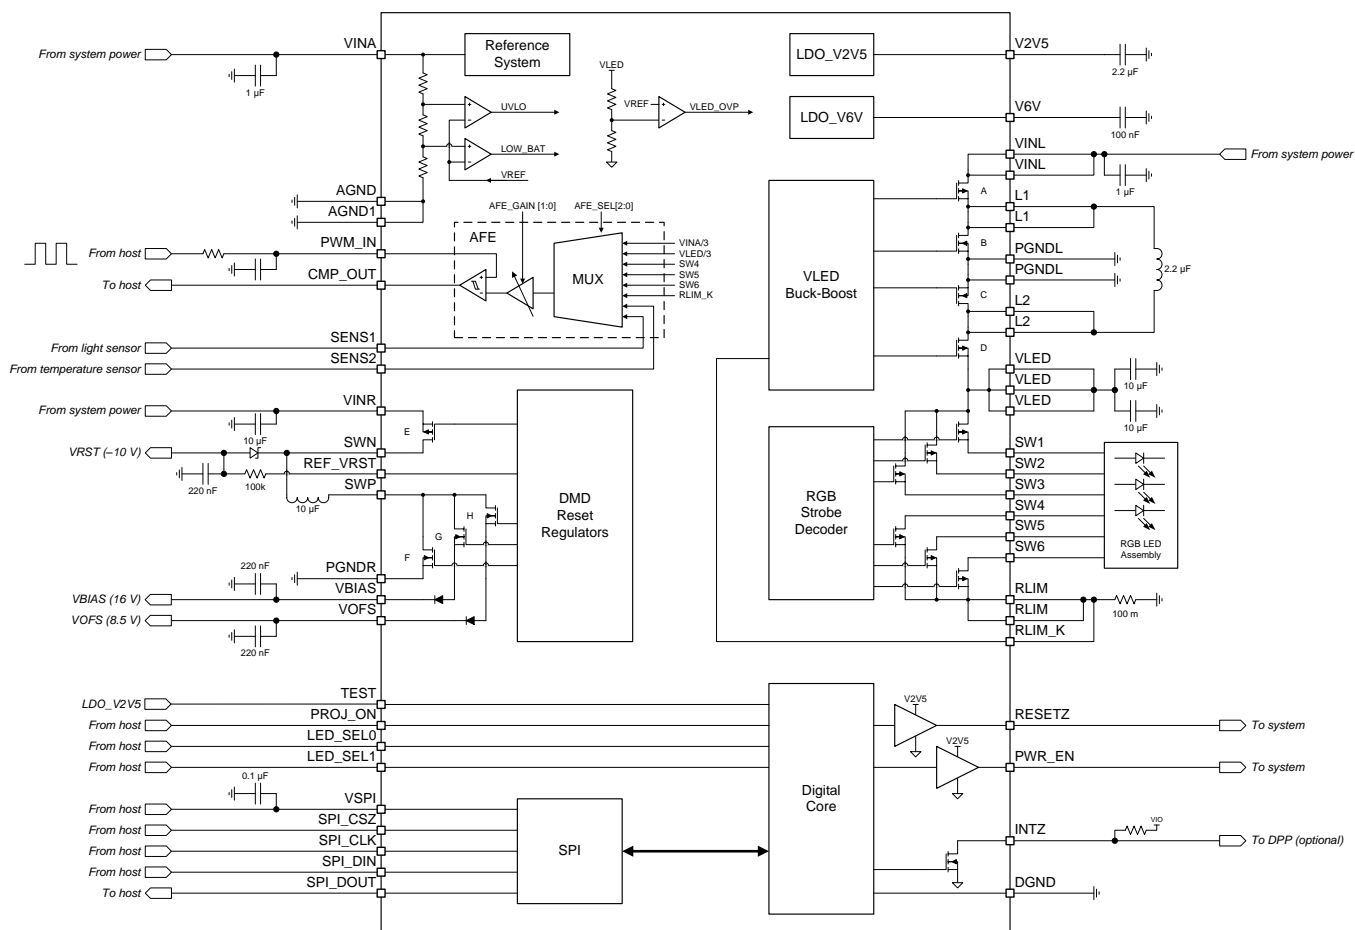 From system power
VINA
1 µF
Reference
System
UVLO
LOW_BAT
VREF
VLED
VREF
VLED_OVP
LDO_V2V5
V2V5
2.2 µF
LDO_V6V
V6V
100 nF
VINL
From system power
VINL
1 µF
AGND
AGND1
From host
PWM_IN
To host
CMP_OUT
AFE_GAIN [1:0]
AFE_SEL[2:0]
AFE
MUX
VINA/3
VLED/3
SW4
SW5
SW6
RLIM_K
From light sensor
SENS1
From temperature sensor
SENS2
VLED
Buck-Boost
A
B
C
D
L1
L1
PGNDL
PGNDL
2.2 µF
L2
L2
VLED
VLED
VLED
10 µF
10 µF
From system power
VINR
10 µF
E
VRST (–10 V)
SWN
REF_VRST
220 nF
100k
SWP
10 µF
H
G
F
DMD
Reset
Regulators
PGNDR
220 nF
VBIAS (16 V)
VBIAS
VOFS (8.5 V)
VOFS
220 nF
RGB
Strobe
Decoder
SW1
SW2
SW3
SW4
SW5
SW6
RGB LED
Assembly
RLIM
RLIM
RLIM_K
100 m
LDO_V2V5
TEST
From host
PROJ_ON
From host
LED_SEL0
From host
LED_SEL1
0.1 µF
From host
VSPI
From host
SPI_CSZ
From host
SPI_CLK
From host
SPI_DIN
To host
SPI_DOUT
SPI
Digital
Core
V2V5
RESETZ
To system
V2V5
PWR_EN
To system
INTZ
VIO
To DPP (optional)
DGND